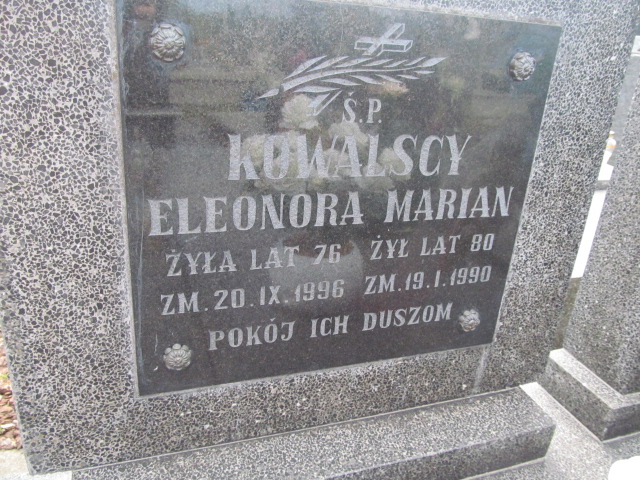 Ś.P.
KOWALSCY
ELEONORA MARIAN
ŻYŁA LAT 76 ŻYŁ LAT 80
ZM. 20.IX.1996 ZM. 19.I.1990
POKÓJ ICH DUSZOM